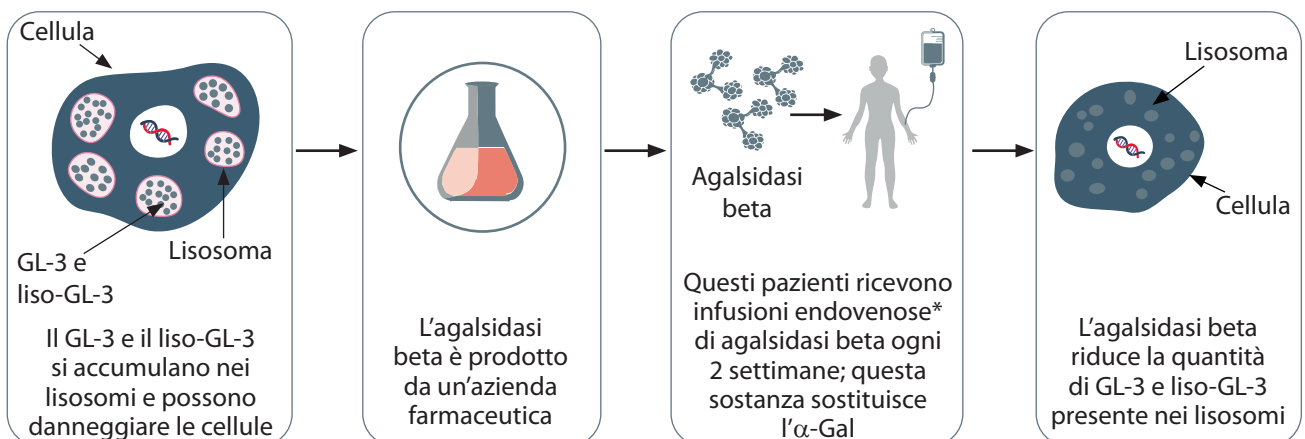 Cellula
GL-3 e
liso-GL-3
Lisosoma
Il GL-3 e il liso-GL-3
si accumulano nei
lisosomi e possono
danneggiare le cellule
L’agalsidasi
beta è prodotto
da un’azienda
farmaceutica
Agalsidasi
beta
Questi pazienti ricevono
infusioni endovenose*
di agalsidasi beta ogni
2 settimane; questa
sostanza sostituisce
l’α-Gal
Lisosoma
Cellula
L’agalsidasi beta
riduce la quantità
di GL-3 e liso-GL-3
presente nei lisosomi